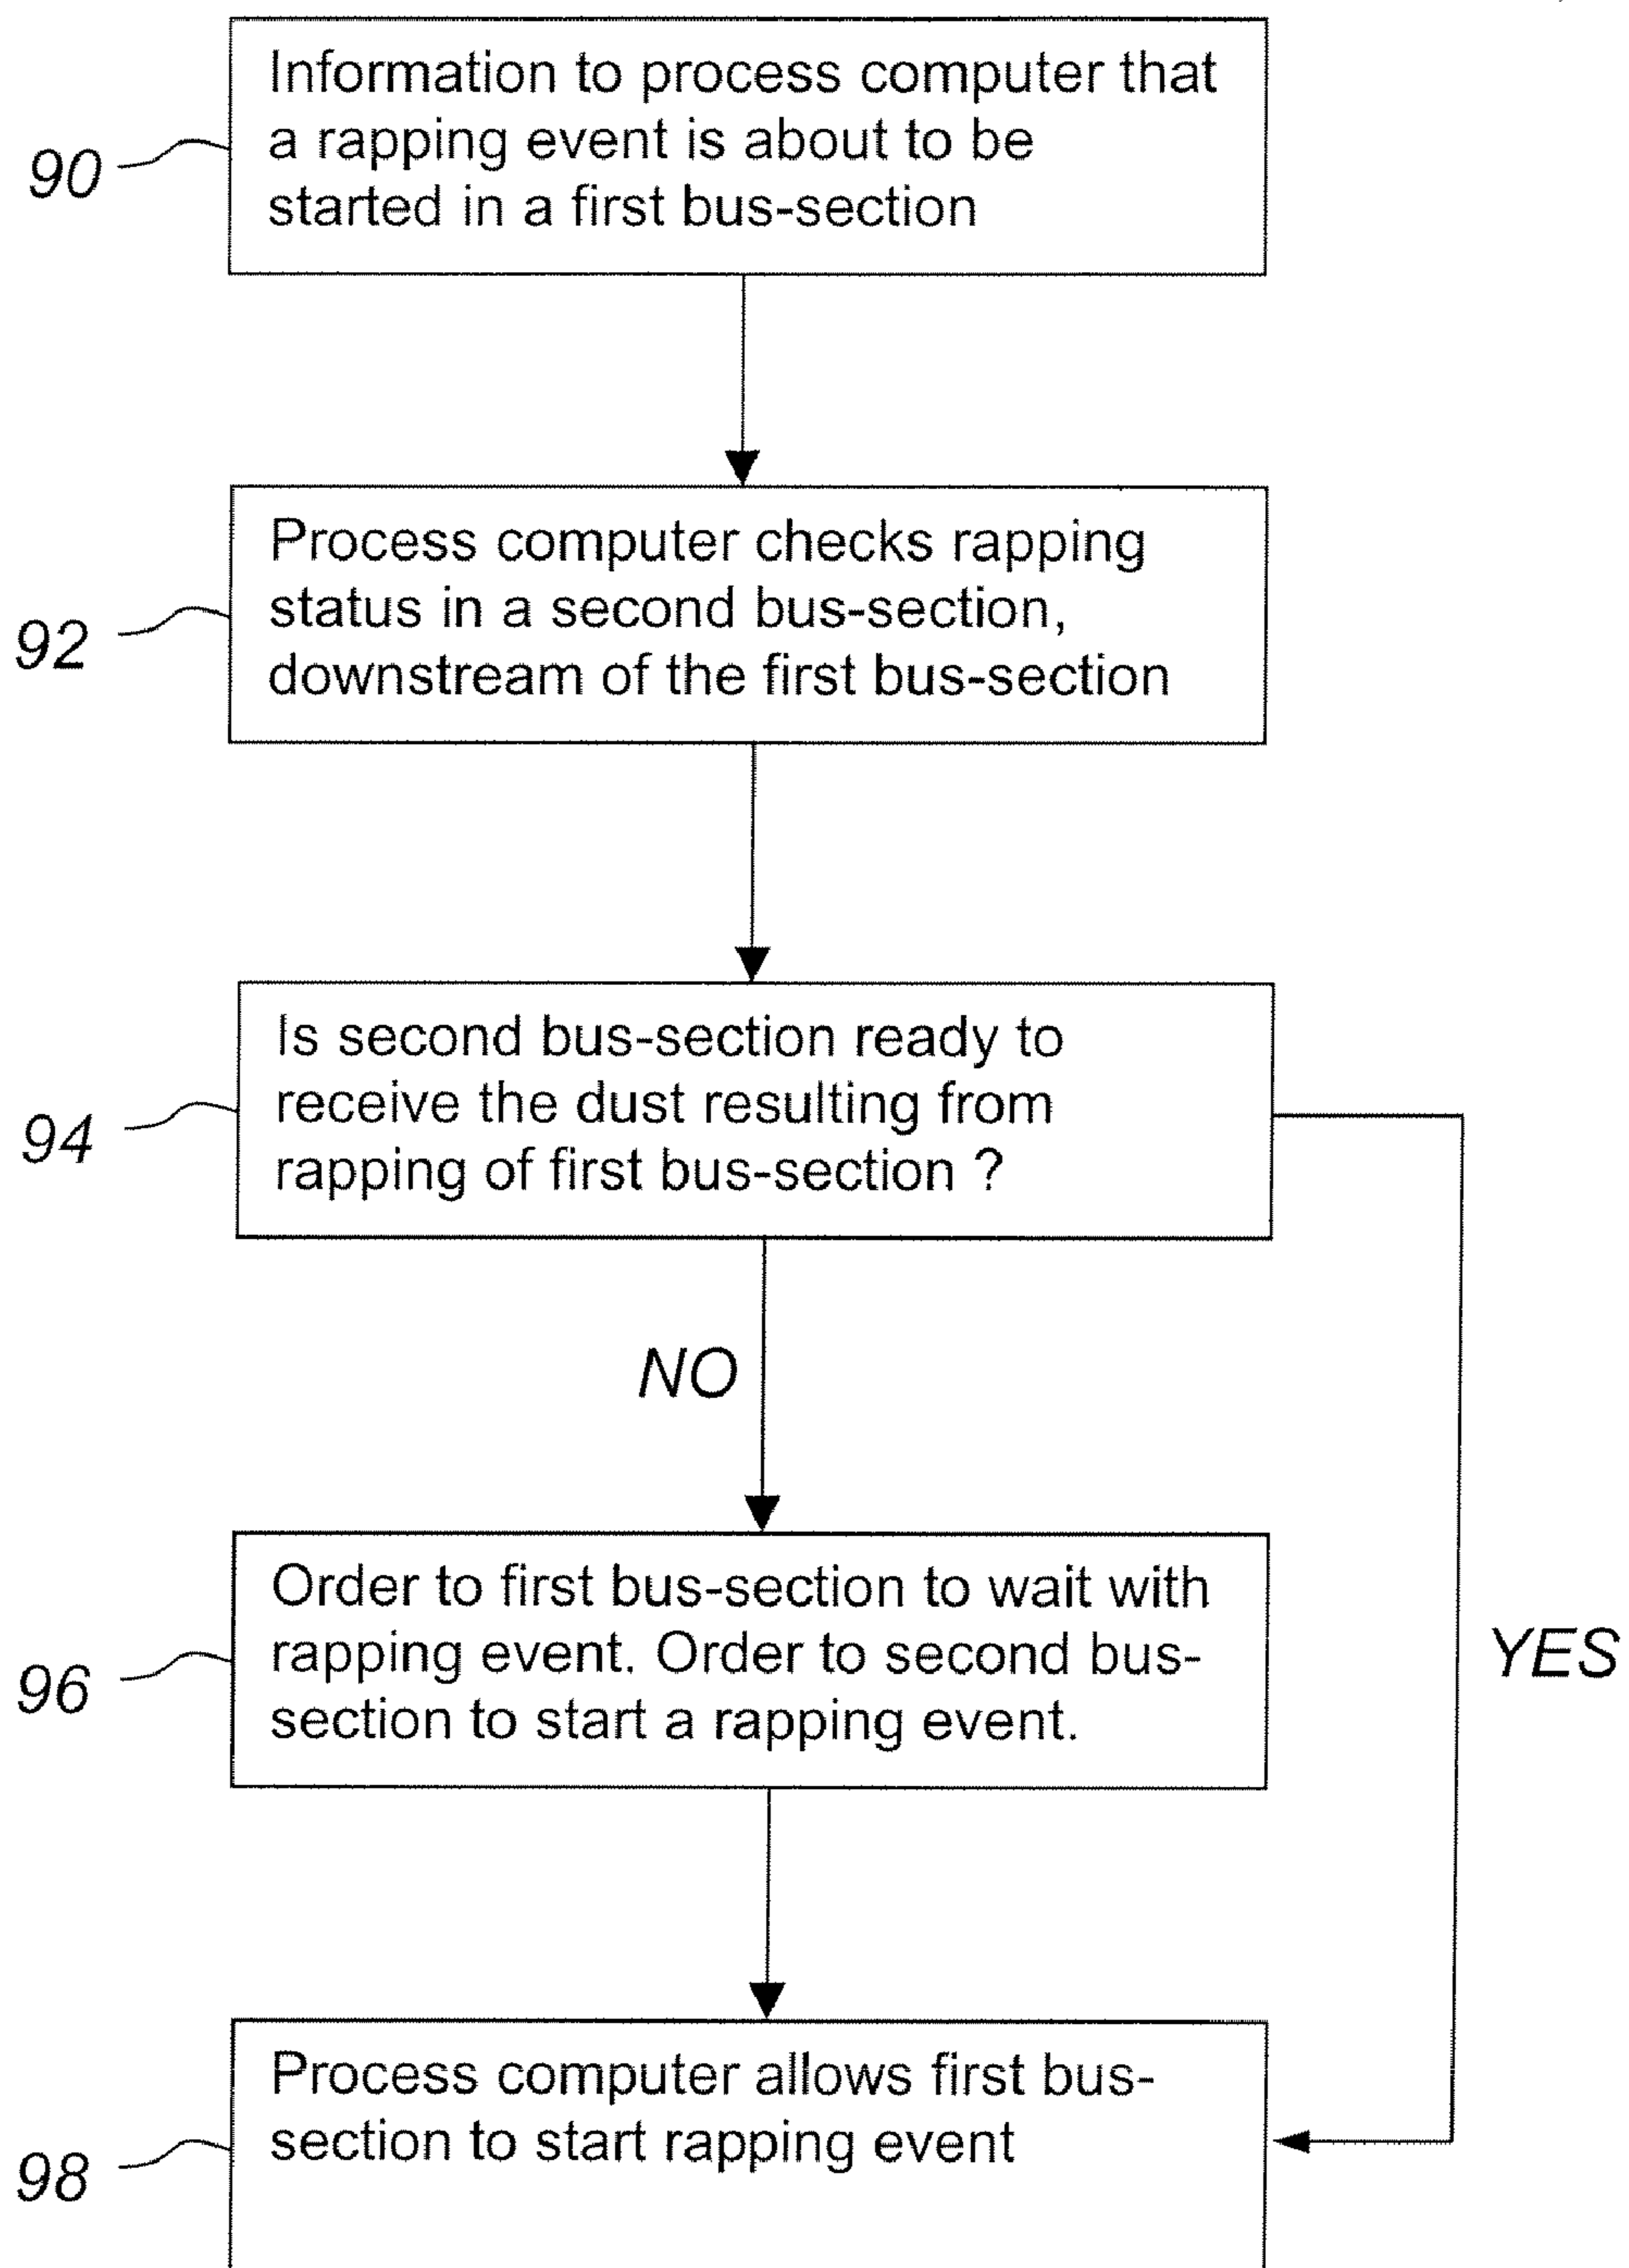 Information to process computer that
90
a rapping event is about to be
started in a first bus-section
Process computer checks rapping
92
status in a second bus-section,
downstream of the first bus-section
Is second bus-section ready to
94
receive the dust resulting from
rapping of first bus-section ?
NO
Order to first bus-section to wait with
96
rapping event. Order to second bus-
YES
section to start a rapping event.
Process computer allows first bus-
98
section to start rapping event